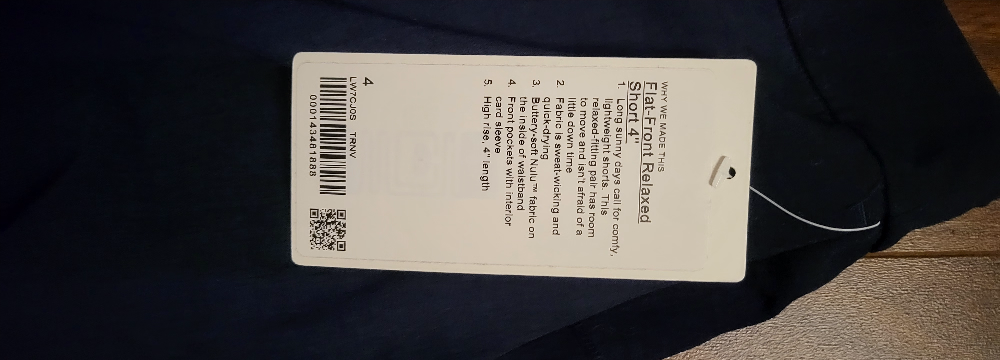 WHY WE MADE THIS
Flat-Front Relaxed
Short 4"
1. Long sunny days call for comfy,
lightweight shorts. This
relaxed-fitting pair has room
to move and isn't afraid of a
little down time
2. Fabric is sweat-wicking and
quick-drying
3. Buttery-soft Nulu™ fabric on
the inside of waistband
4. Front pockets with interior
card sleeve
5. High rise, 4" length
4
LW7CJ0S TRNV
0001434818​88